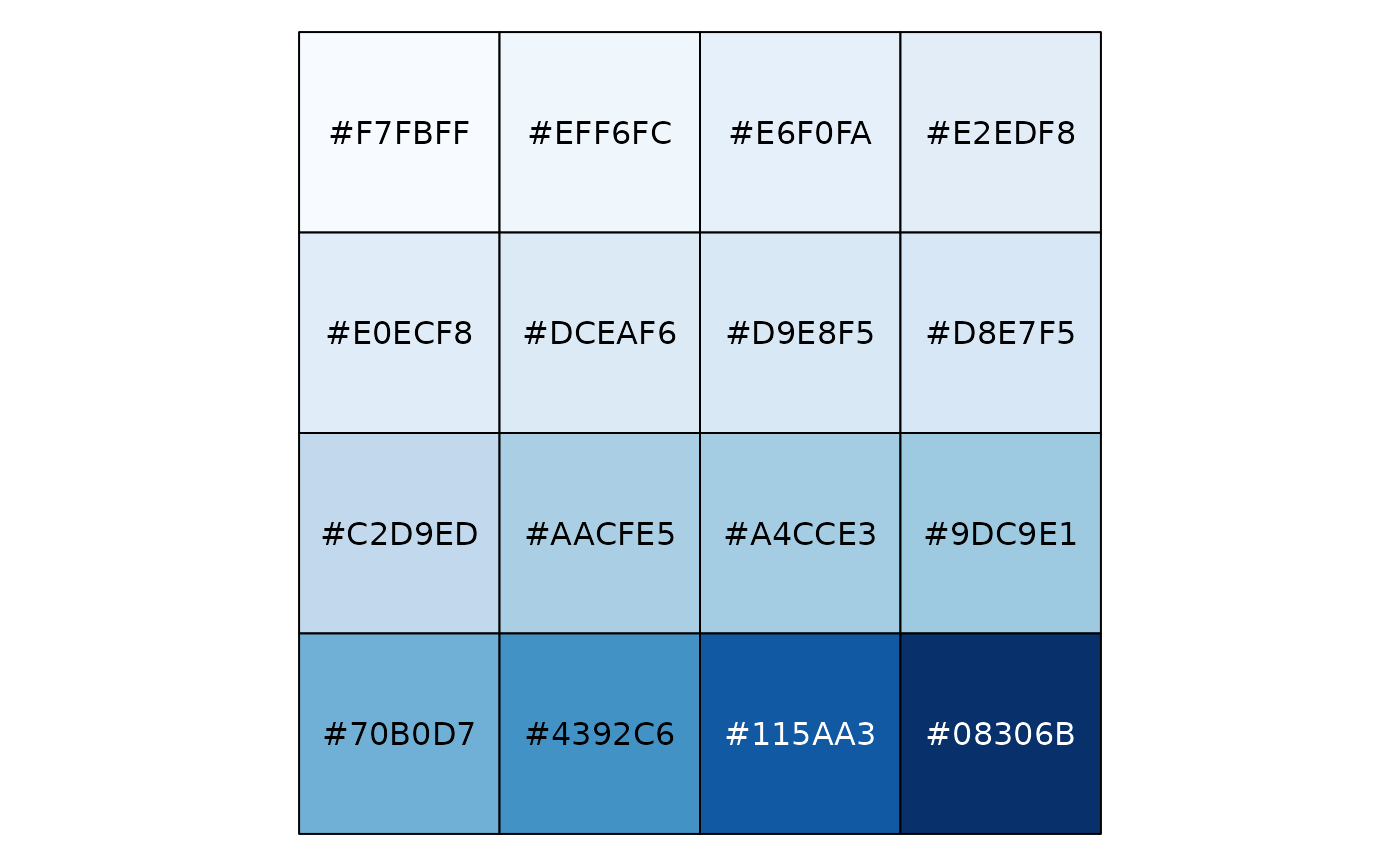 #F7FBFF #EFF6FC #E6F0FA #E2EDF8
#E0ECF8 #DCEAF6 #D9E8F5 #D8E7F5
#C2D9ED #AACFE5 #A4CCE3 #9DC9E1
#70B0D7 #4392C6 #115AA3 #08306B